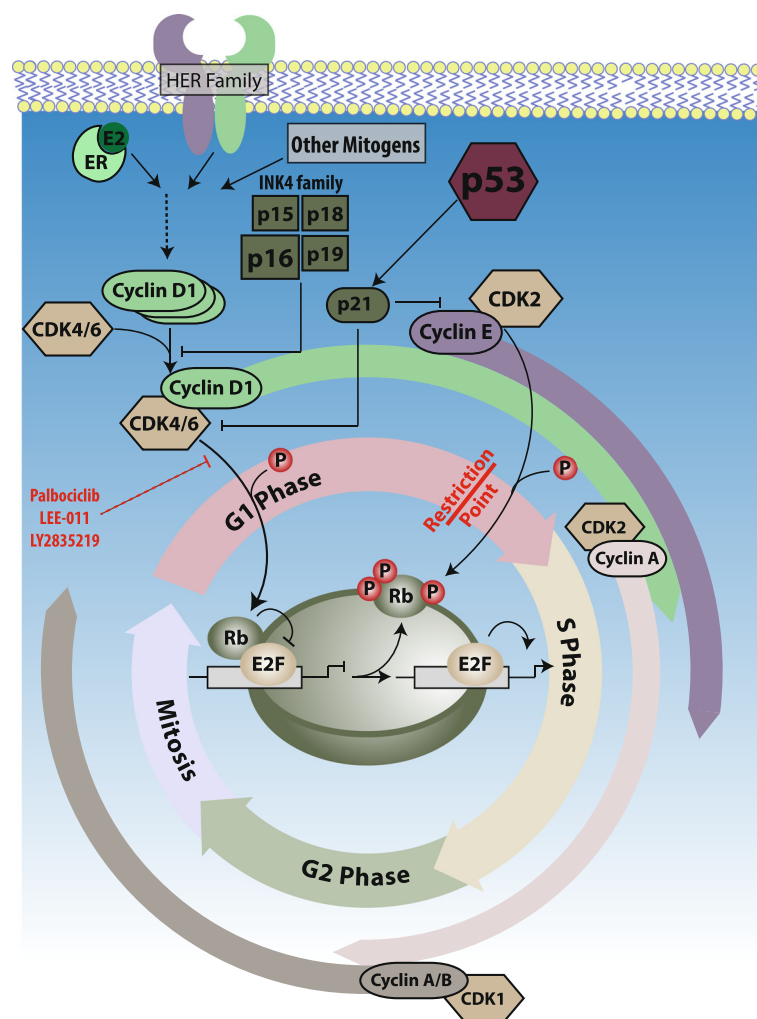 HER Family
E2
ER
Other Mitogens
p53
INK4 family
p15
p18
p16
p19
Cyclin D1
p21
CDK2
CDK4/6
Cyclin E
Cyclin D1
CDK4/6
P
P
G1 Phase
Restriction
Point
Palbociclib
LEE-011
LY2835219
CDK2
Cyclin A
P
P
Rb
P
Rb
E2F
E2F
S Phase
Mitosis
G2 Phase
Cyclin A/B
CDK1